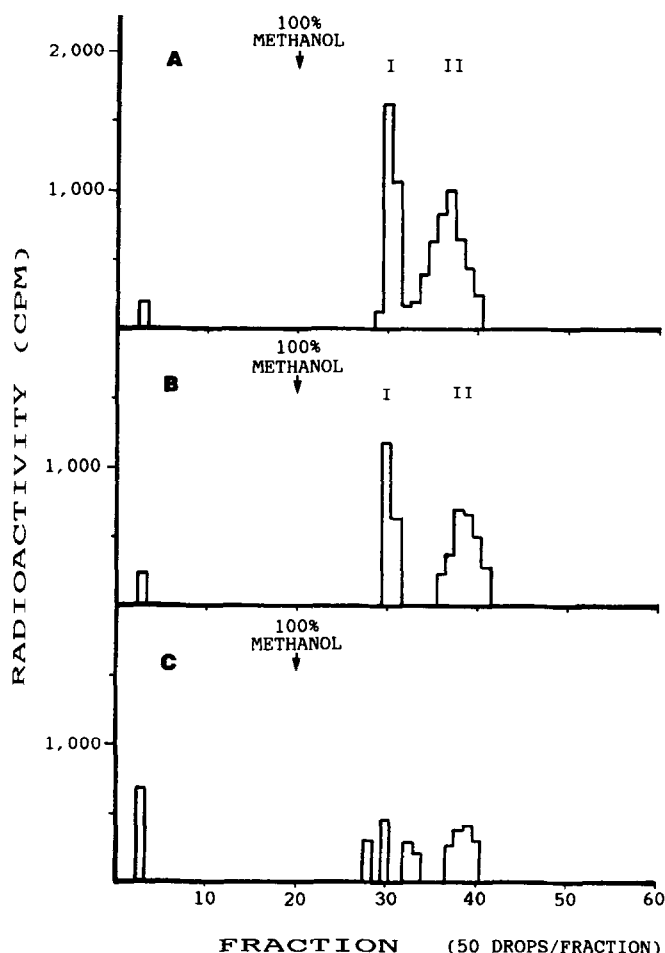 100%
METHANOL
2,000
A
I
II
1,000
100%
METHANOL
B
I
II
1,000
100%
METHANOL
C
1,000
10
20
30
40
50
60
RADIOACTIVITY (CPM)
FRACTION (50 DROPS/FRACTION)